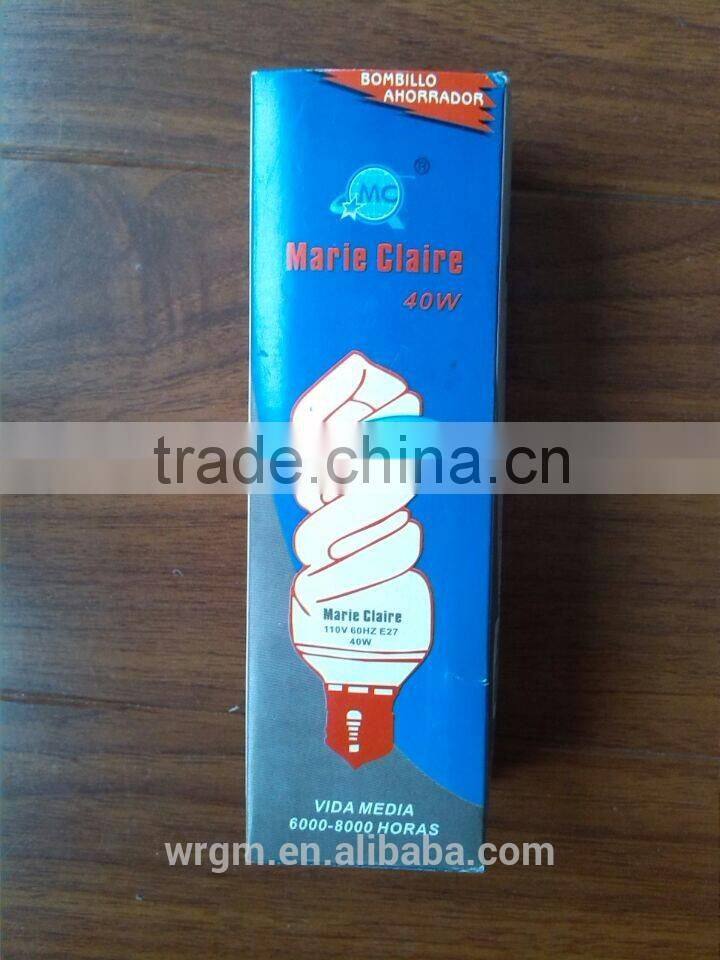 BOMBILLO
AHORRADOR
MC ®
Marie Claire
40W
trade.china.cn
Marie Claire
110V 60HZ E27
40W
VIDA MEDIA
6000-8000 HORAS
wrgm.en.alibaba.com